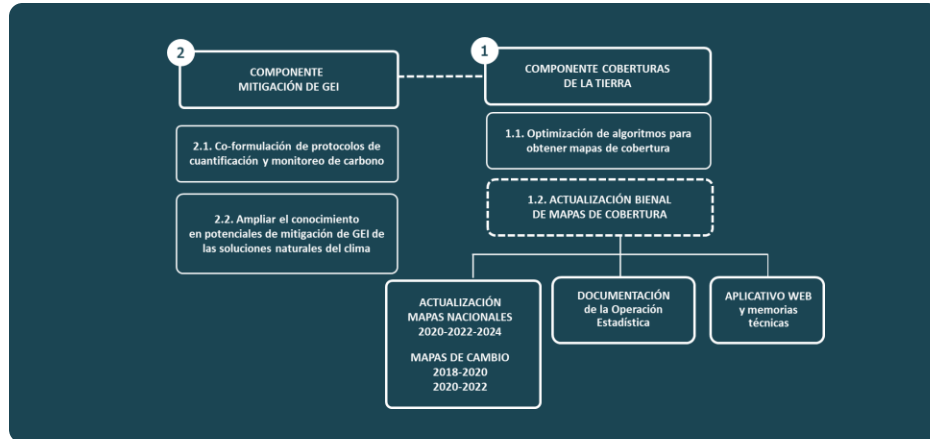 2
COMPONENTE
MITIGACIÓN DE GEI
2.1. Co-formulación de protocolos de
cuantificación y monitoreo de carbono
2.2. Ampliar el conocimiento
en potenciales de mitigación de GEI de
las soluciones naturales del clima
1
COMPONENTE COBERTURAS
DE LA TIERRA
1.1. Optimización de algoritmos para
obtener mapas de cobertura
1.2. ACTUALIZACIÓN BIENAL
DE MAPAS DE COBERTURA
ACTUALIZACIÓN
MAPAS NACIONALES
2020-2022-2024
MAPAS DE CAMBIO
2018-2020
2020-2022
DOCUMENTACIÓN
de la Operación
Estadística
APLICATIVO WEB
y memorias
técnicas